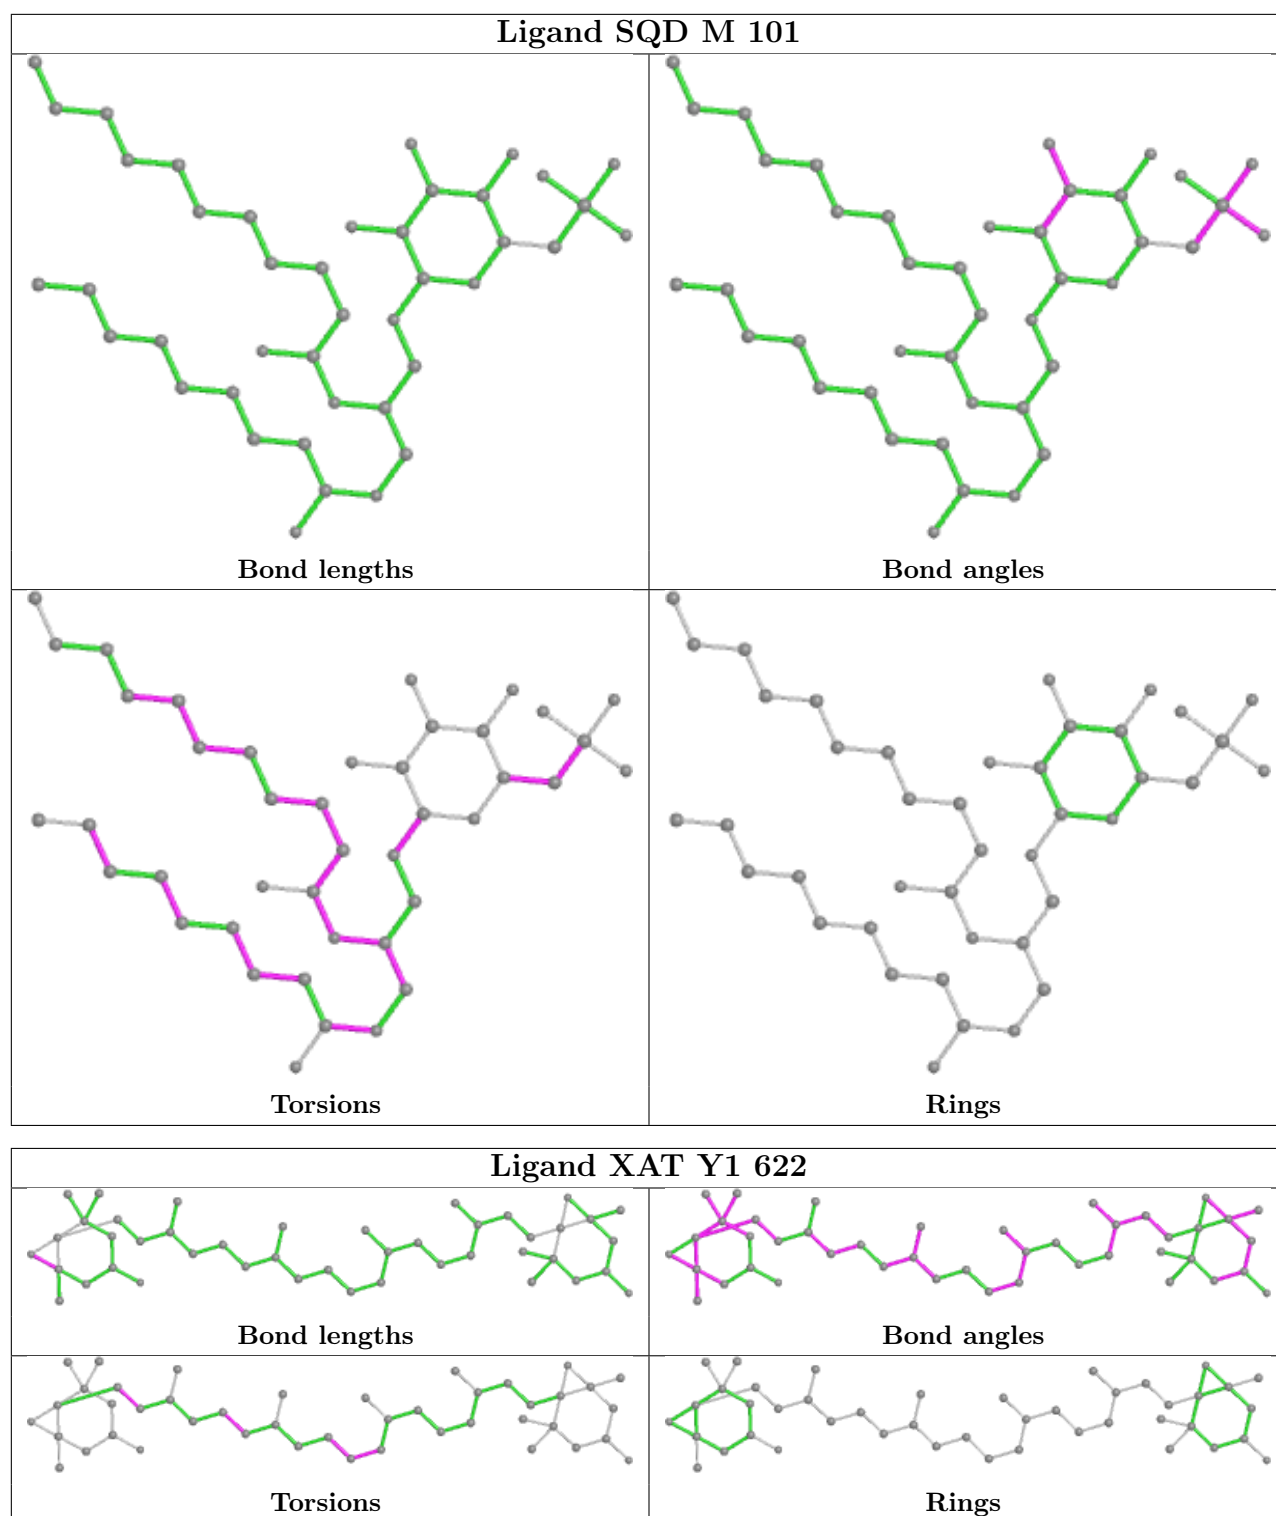 Ligand SQD M 101
Bond lengths
Bond angles
Torsions
Rings
Ligand XAT Y1 622
Bond lengths
Bond angles
Torsions
Rings